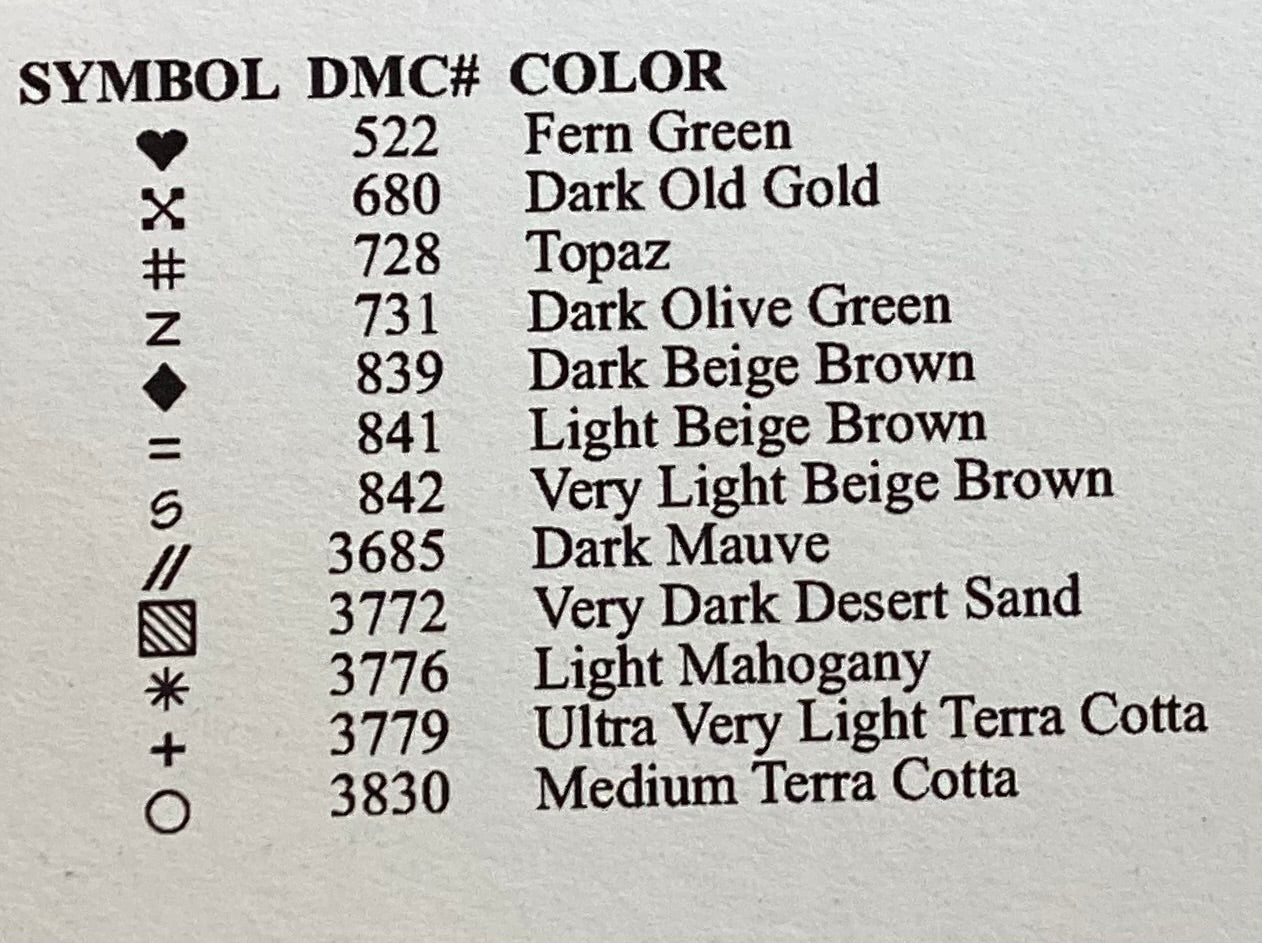 SYMBOL DMC# COLOR
♥ 522 Fern Green
⌘ 680 Dark Old Gold
# 728 Topaz
Z 731 Dark Olive Green
◆ 839 Dark Beige Brown
= 841 Light Beige Brown
S 842 Very Light Beige Brown
// 3685 Dark Mauve
▧ 3772 Very Dark Desert Sand
* 3776 Light Mahogany
+ 3779 Ultra Very Light Terra Cotta
○ 3830 Medium Terra Cotta